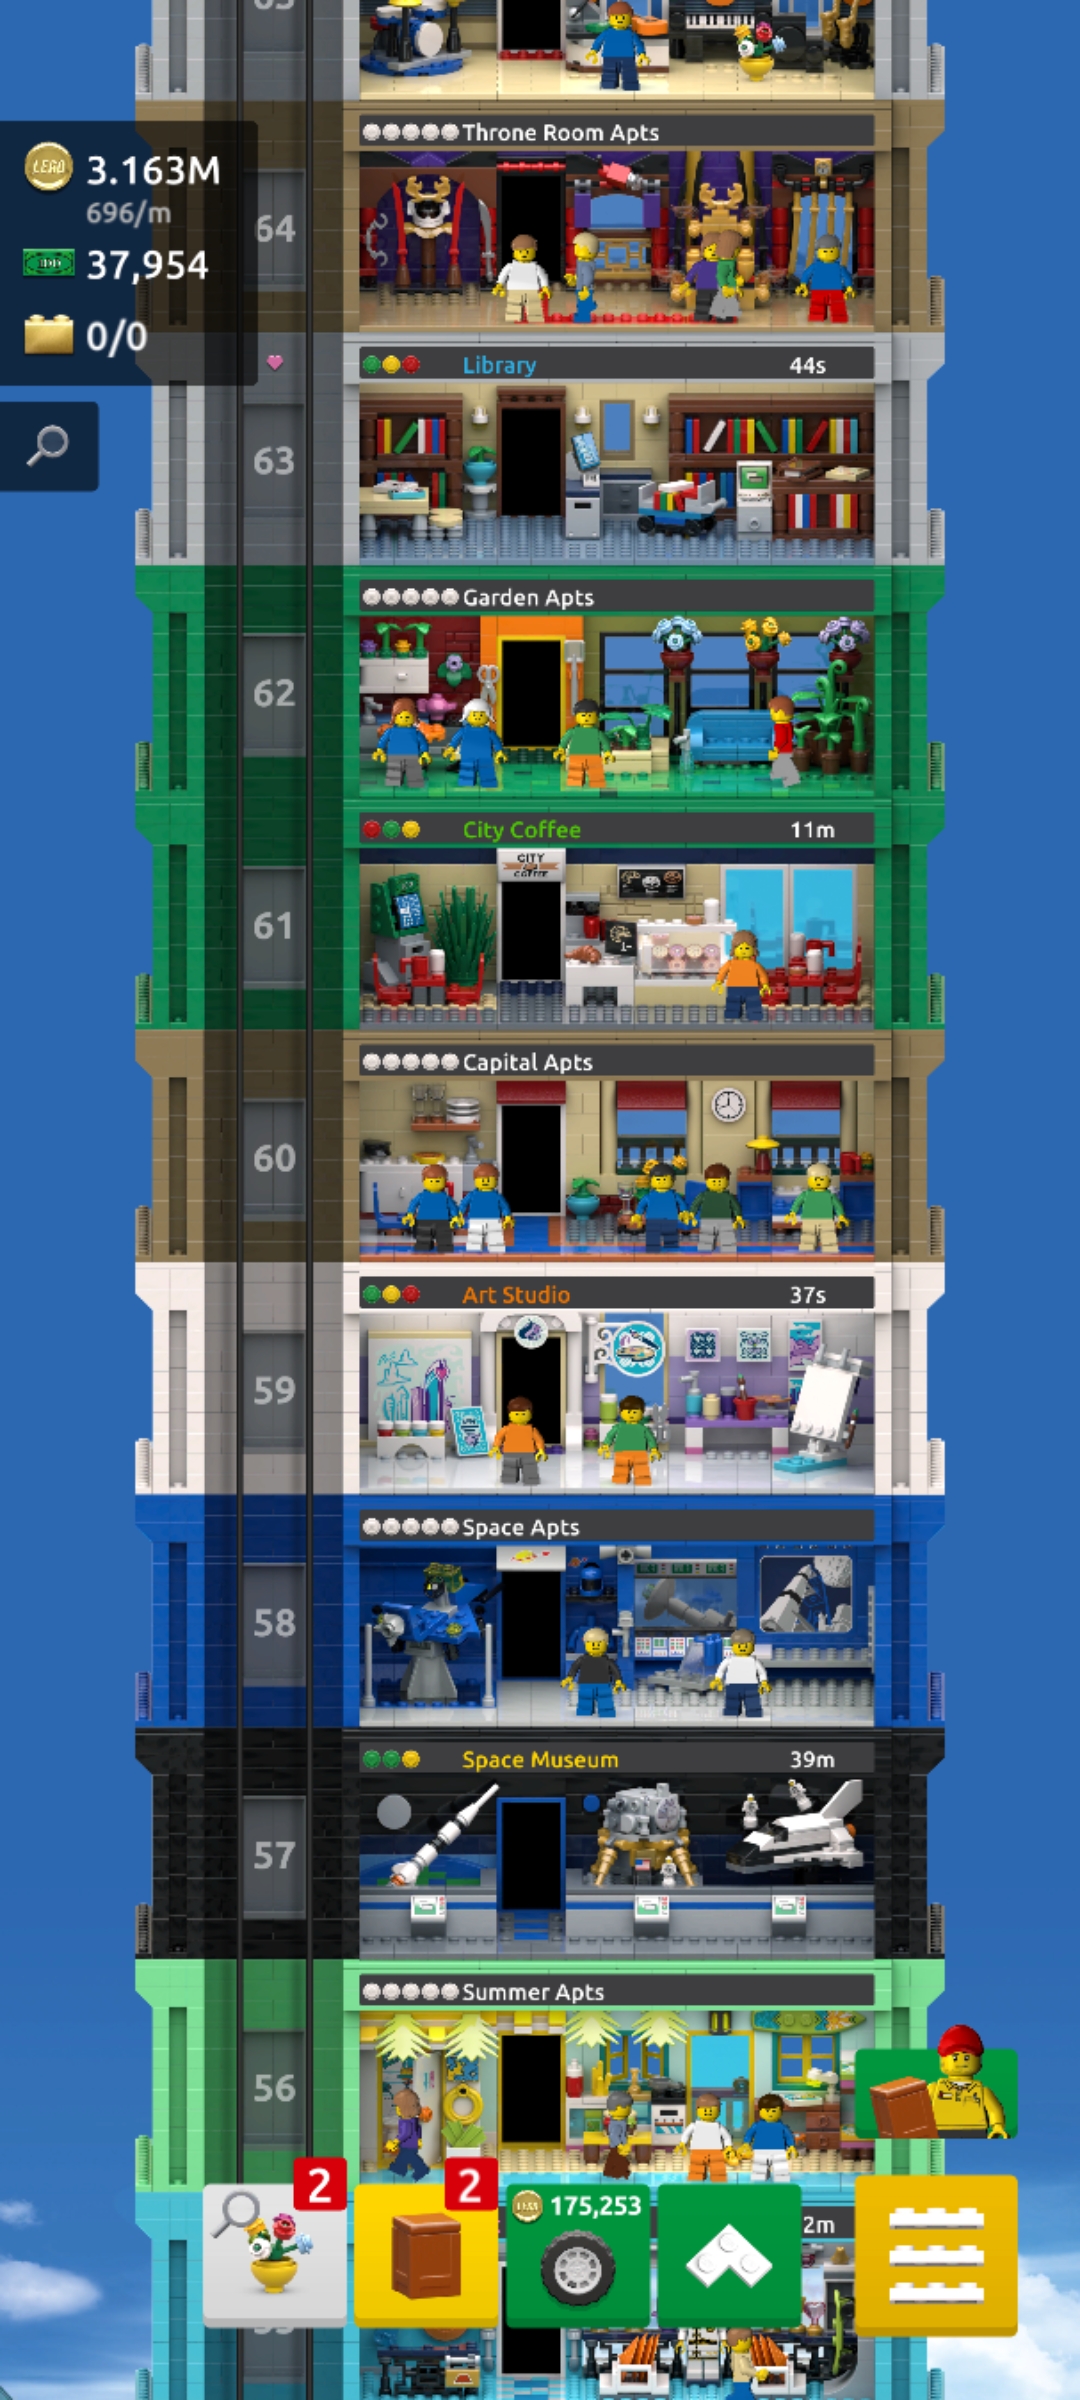 Throne Room Apts
3.163M
696/m
64
37,954
0/0
Library 44s
63
Garden Apts
62
City Coffee 11m
CITY
COFFEE
61
Capital Apts
60
Art Studio 37s
59
Space Apts
58
Space Museum 39m
57
Summer Apts
56
2
2
175,253
2m